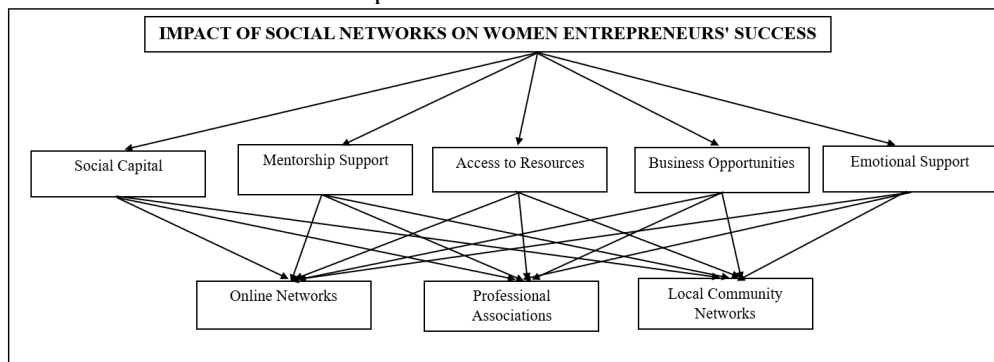 IMPACT OF SOCIAL NETWORKS ON WOMEN ENTREPRENEURS' SUCCESS
Social Capital
Mentorship Support
Access to Resources
Business Opportunities
Emotional Support
Online Networks
Professional
Associations
Local Community
Networks